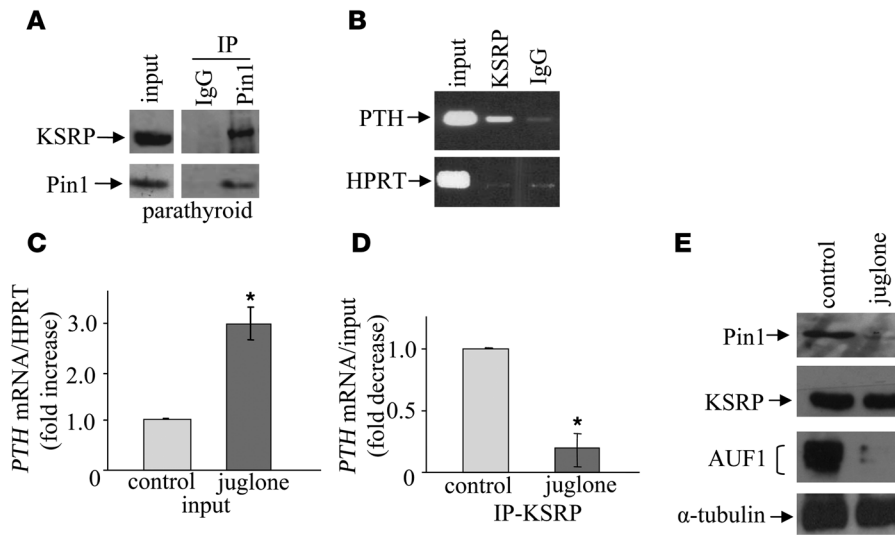 A
IP
input
IgG
Pin1
KSRP
Pin1
parathyroid
B
input
KSRP
IgG
PTH
HPRT
C
PTH mRNA/HPRT
(fold increase)
3.0
2.0
1.0
0
control
juglone
input
*
D
PTH mRNA/input
(fold decrease)
1.0
0.5
0
control
juglone
IP-KSRP
*
E
control
juglone
Pin1
KSRP
AUF1
α-tubulin